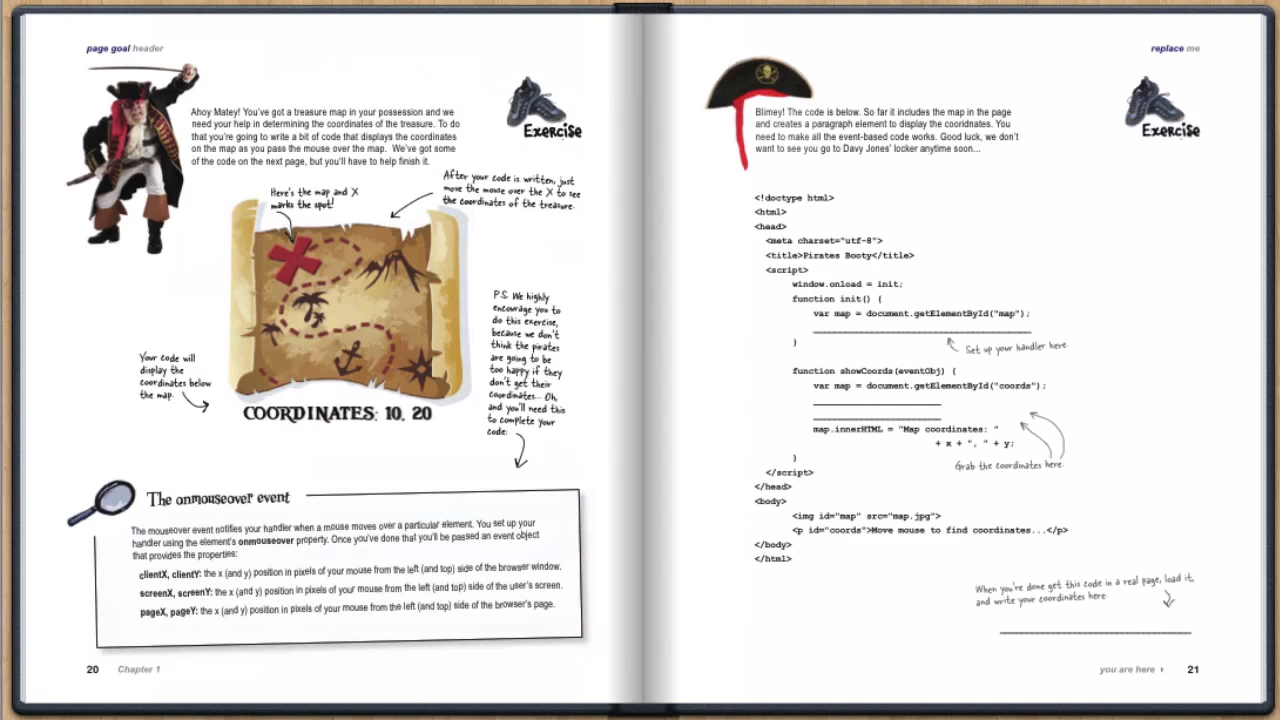 page goal header
Ahoy Matey! You've got a treasure map in your possession and we
need your help in determining the coordinates of the treasure. To do
that you're going to write a bit of code that displays the coordinates
on the map as you pass the mouse over the map. We've got some
of the code on the next page, but you'll have to help finish it.
Exercise
Here's the map and X
marks the spot!
After your code is written, just
move the mouse over the X to see
the coordinates of the treasure.
P.S. We highly
encourage you to
do this exercise,
because we don't
think the pirates
are going to be
too happy if they
don't get their
coordinates... Oh,
and you'll need this
to complete your
code:
Your code will
display the
coordinates below
the map.
COORDINATES: 10, 20
The onmouseover event
The mouseover event notifies your handler when a mouse moves over a particular element. You set up your
handler using the element's onmouseover property. Once you've done that you'll be passed an event object
that provides the properties:
clientX, clientY: the x (and y) position in pixels of your mouse from the left (and top) side of the browser window.
screenX, screenY: the x (and y) position in pixels of your mouse from the left (and top) side of the user's screen.
pageX, pageY: the x (and y) position in pixels of your mouse from the left (and top) side of the browser's page.
20 Chapter 1
replace me
Blimey! The code is below. So far it includes the map in the page
and creates a paragraph element to display the cooridnates. You
need to make all the event-based code works. Good luck, we don't
want to see you go to Davy Jones' locker anytime soon...
Exercise
<!doctype html>
<html>
<head>
<meta charset="utf-8">
<title>Pirates Booty</title>
<script>
window.onload = init;
function init() {
var map = document.getElementById("map");
}
Set up your handler here.
function showCoords(eventObj) {
var map = document.getElementById("coords");
map.innerHTML = "Map coordinates: "
+ x + ", " + y;
}
Grab the coordinates here.
</script>
</head>
<body>
<img id="map" src="map.jpg">
<p id="coords">Move mouse to find coordinates...</p>
</body>
</html>
When you're done get this code in a real page, load it,
and write your coordinates here
you are here 21